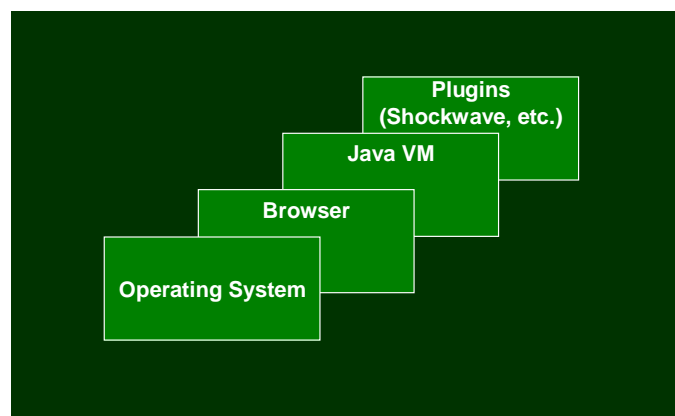 Plugins
(Shockwave, etc.)
Java VM
Browser
Operating System